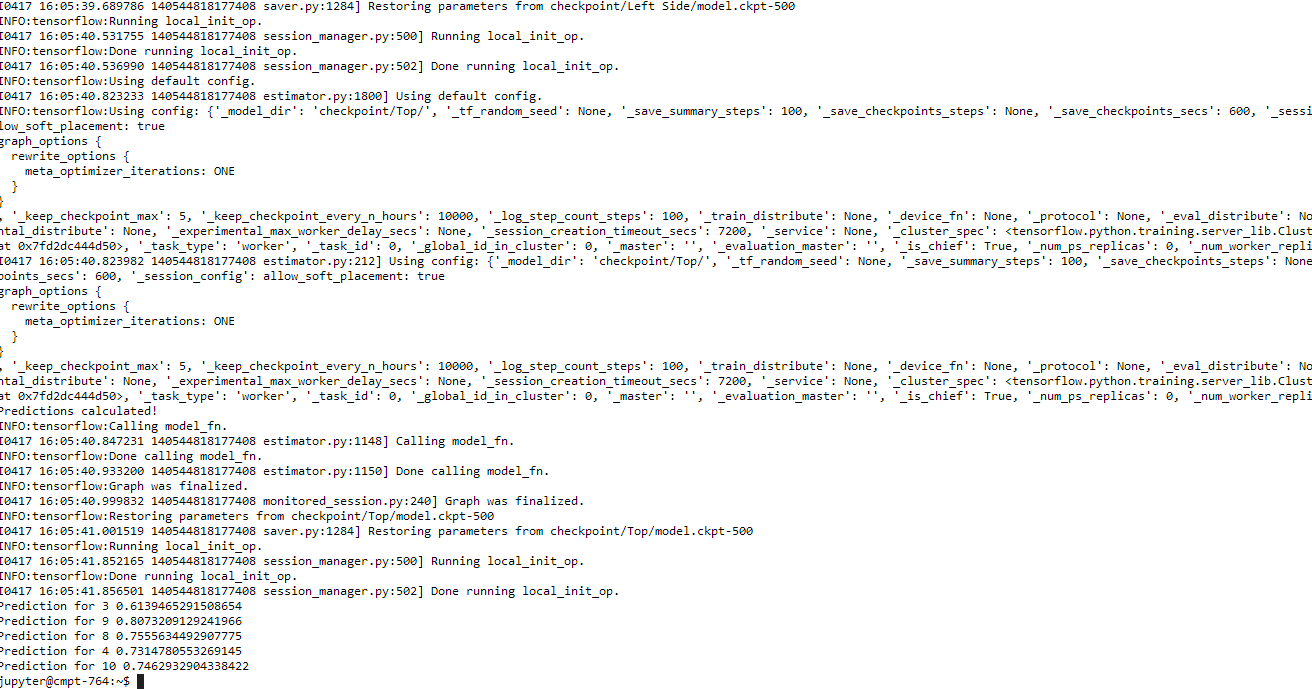 I0417 16:05:39.689786 140544818177408 saver.py:1284] Restoring parameters from checkpoint/Left Side/model.ckpt-500
INFO:tensorflow:Running local_init_op.
I0417 16:05:40.531755 140544818177408 session_manager.py:500] Running local_init_op.
INFO:tensorflow:Done running local_init_op.
I0417 16:05:40.536990 140544818177408 session_manager.py:502] Done running local_init_op.
INFO:tensorflow:Using default config.
I0417 16:05:40.823233 140544818177408 estimator.py:1800] Using default config.
INFO:tensorflow:Using config: {'_model_dir': 'checkpoint/Top/', '_tf_random_seed': None, '_save_summary_steps': 100, '_save_checkpoints_steps': None, '_save_checkpoints_secs': 600, '_sessi
low_soft_placement: true
graph_options {
  rewrite_options {
    meta_optimizer_iterations: ONE
  }
}
, '_keep_checkpoint_max': 5, '_keep_checkpoint_every_n_hours': 10000, '_log_step_count_steps': 100, '_train_distribute': None, '_device_fn': None, '_protocol': None, '_eval_distribute': No
ntal_distribute': None, '_experimental_max_worker_delay_secs': None, '_session_creation_timeout_secs': 7200, '_service': None, '_cluster_spec': <tensorflow.python.training.server_lib.Clust
at 0x7fd2dc444d50>, '_task_type': 'worker', '_task_id': 0, '_global_id_in_cluster': 0, '_master': '', '_evaluation_master': '', '_is_chief': True, '_num_ps_replicas': 0, '_num_worker_repli
I0417 16:05:40.823982 140544818177408 estimator.py:212] Using config: {'_model_dir': 'checkpoint/Top/', '_tf_random_seed': None, '_save_summary_steps': 100, '_save_checkpoints_steps': None
points_secs': 600, '_session_config': allow_soft_placement: true
graph_options {
  rewrite_options {
    meta_optimizer_iterations: ONE
  }
}
, '_keep_checkpoint_max': 5, '_keep_checkpoint_every_n_hours': 10000, '_log_step_count_steps': 100, '_train_distribute': None, '_device_fn': None, '_protocol': None, '_eval_distribute': No
ntal_distribute': None, '_experimental_max_worker_delay_secs': None, '_session_creation_timeout_secs': 7200, '_service': None, '_cluster_spec': <tensorflow.python.training.server_lib.Clust
at 0x7fd2dc444d50>, '_task_type': 'worker', '_task_id': 0, '_global_id_in_cluster': 0, '_master': '', '_evaluation_master': '', '_is_chief': True, '_num_ps_replicas': 0, '_num_worker_repli
Predictions calculated!
INFO:tensorflow:Calling model_fn.
I0417 16:05:40.847231 140544818177408 estimator.py:1148] Calling model_fn.
INFO:tensorflow:Done calling model_fn.
I0417 16:05:40.933200 140544818177408 estimator.py:1150] Done calling model_fn.
INFO:tensorflow:Graph was finalized.
I0417 16:05:40.999832 140544818177408 monitored_session.py:240] Graph was finalized.
INFO:tensorflow:Restoring parameters from checkpoint/Top/model.ckpt-500
I0417 16:05:41.001519 140544818177408 saver.py:1284] Restoring parameters from checkpoint/Top/model.ckpt-500
INFO:tensorflow:Running local_init_op.
I0417 16:05:41.852165 140544818177408 session_manager.py:500] Running local_init_op.
INFO:tensorflow:Done running local_init_op.
I0417 16:05:41.856501 140544818177408 session_manager.py:502] Done running local_init_op.
Prediction for 3 0.6139465291508654
Prediction for 9 0.8073209129241966
Prediction for 8 0.7555634492907775
Prediction for 4 0.7314780553269145
Prediction for 10 0.7462932904338422
jupyter@cmpt-764:~$